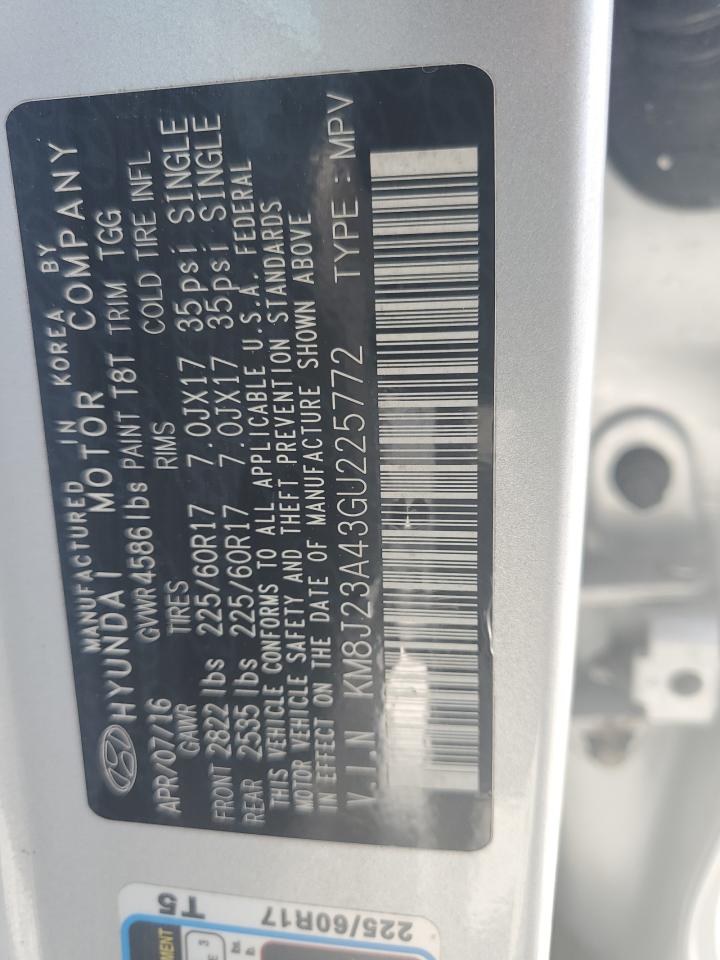 MANUFACTURED IN KOREA BY
HYUNDAI MOTOR COMPANY
APR/07/16 GVWR 4586lbs PAINT T8T TRIM TGG
GAWR TIRES RIMS COLD TIRE INFL
FRONT 2822 lbs 225/60R17 7.0JX17 35psi SINGLE
REAR 2595 lbs 225/60R17 7.0JX17 35psi SINGLE
THIS VEHICLE CONFORMS TO ALL APPLICABLE U.S.A. FEDERAL
MOTOR VEHICLE SAFETY AND THEFT PREVENTION STANDARDS
IN EFFECT ON THE DATE OF MANUFACTURE SHOWN ABOVE
V.I.N KM8J23A43GU225772 TYPE : MPV
T5
225/60R17